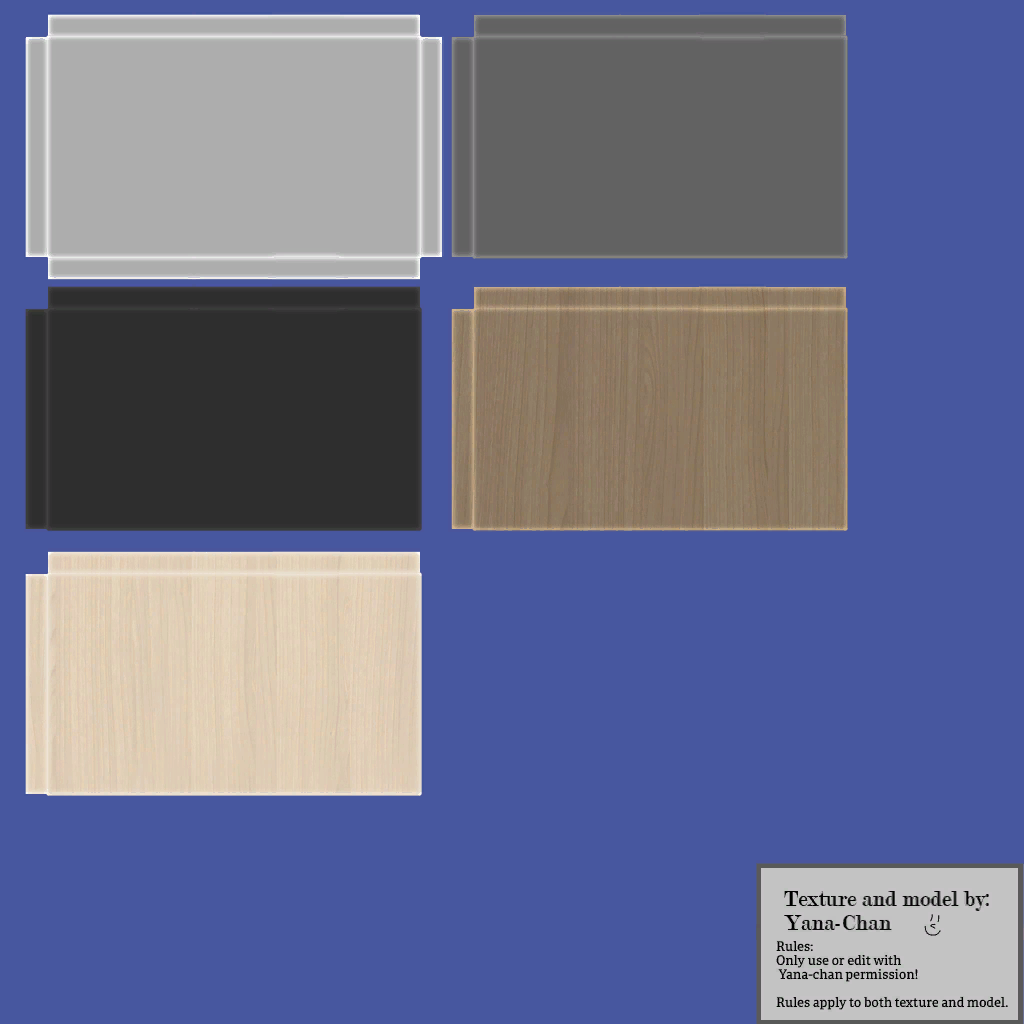 Texture and model by:
Yana-Chan
Rules:
Only use or edit with
Yana-chan permission!
Rules apply to both texture and model.